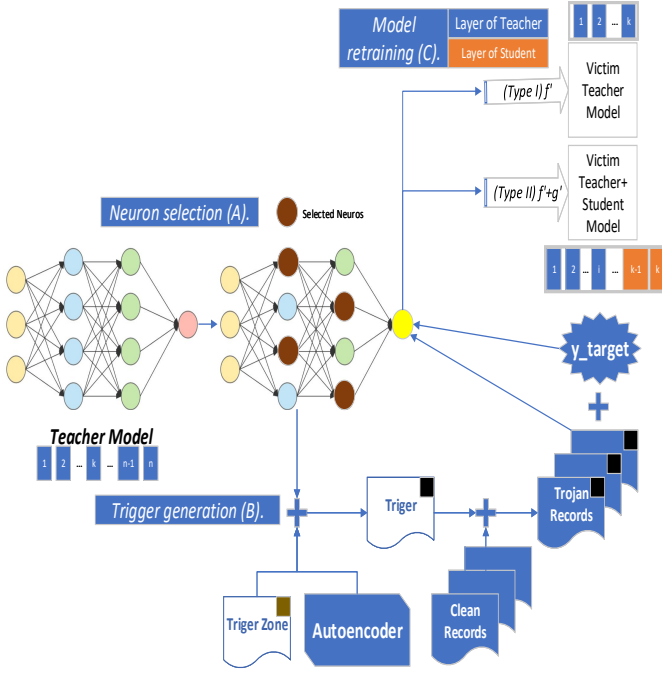 Model
retraining (C).
Layer of Teacher
Layer of Student
1 2 ... k
(Type I) f'
Victim
Teacher
Model
(Type II) f'+g'
Victim
Teacher+
Student
Model
1 2 ... i ... k-1 k
Neuron selection (A).
Selected Neuros
y_target
Teacher Model
1 2 ... k ... n-1 n
Trigger generation (B).
Triger
Trojan
Records
Triger Zone
Autoencoder
Clean
Records